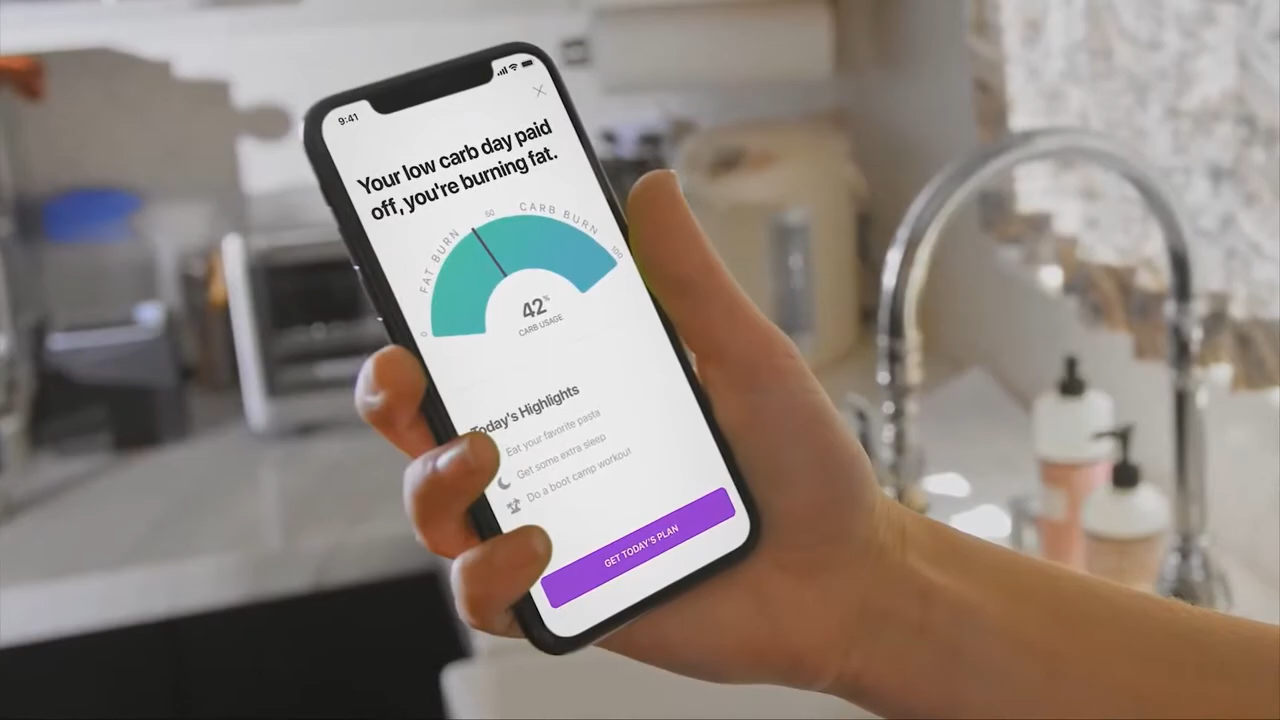 9:41
Your low carb day paid
off, you're burning fat.
FAT BURN
50
CARB BURN
0
100
42%
CARB USAGE
Today's Highlights
Eat your favorite pasta
Get some extra sleep
Do a boot camp workout
GET TODAY'S PLAN